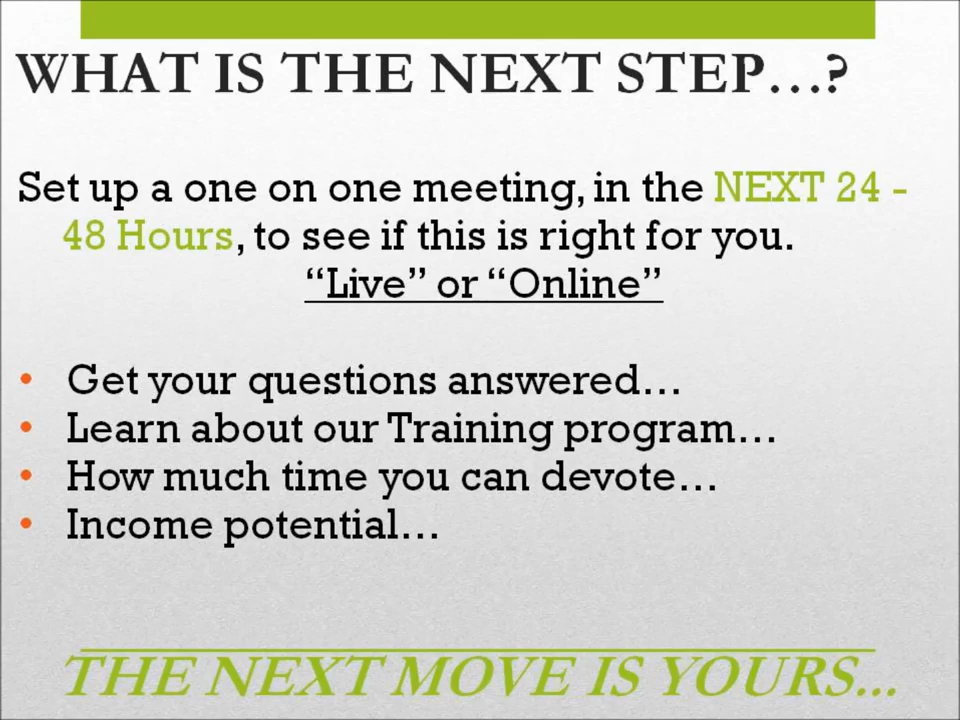 WHAT IS THE NEXT STEP...?
Set up a one on one meeting, in the NEXT 24 -
48 Hours, to see if this is right for you.
“Live” or “Online”
• Get your questions answered...
• Learn about our Training program...
• How much time you can devote...
• Income potential...
THE NEXT MOVE IS YOURS...